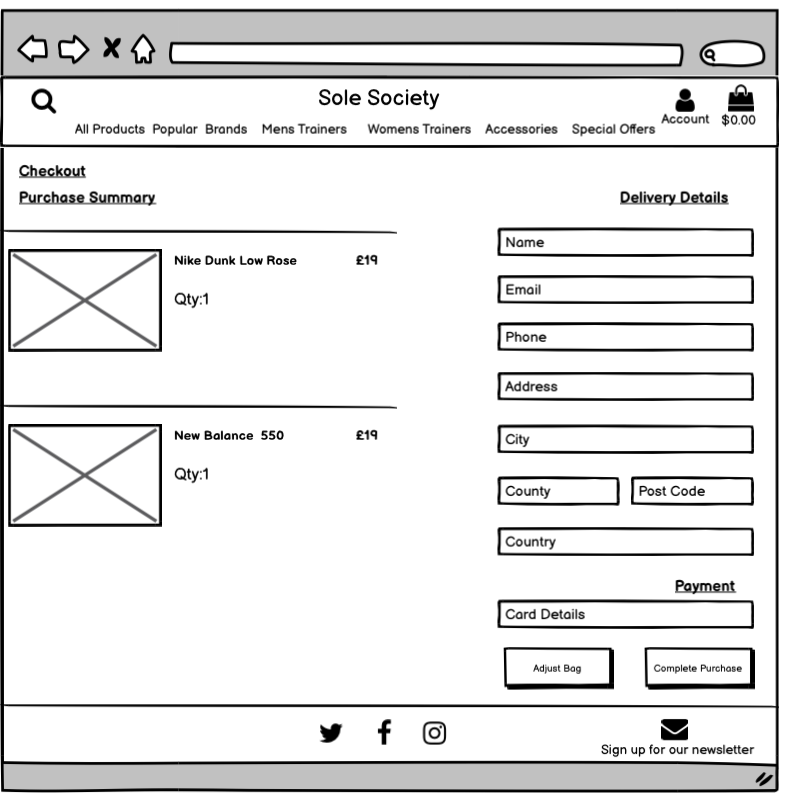 Sole Society
Account $0.00
All Products Popular Brands Mens Trainers Womens Trainers Accessories Special Offers
Checkout
Purchase Summary
Delivery Details
Nike Dunk Low Rose £19
Qty:1
New Balance 550 £19
Qty:1
Name
Email
Phone
Address
City
County Post Code
Country
Payment
Card Details
Adjust Bag Complete Purchase
Sign up for our newsletter